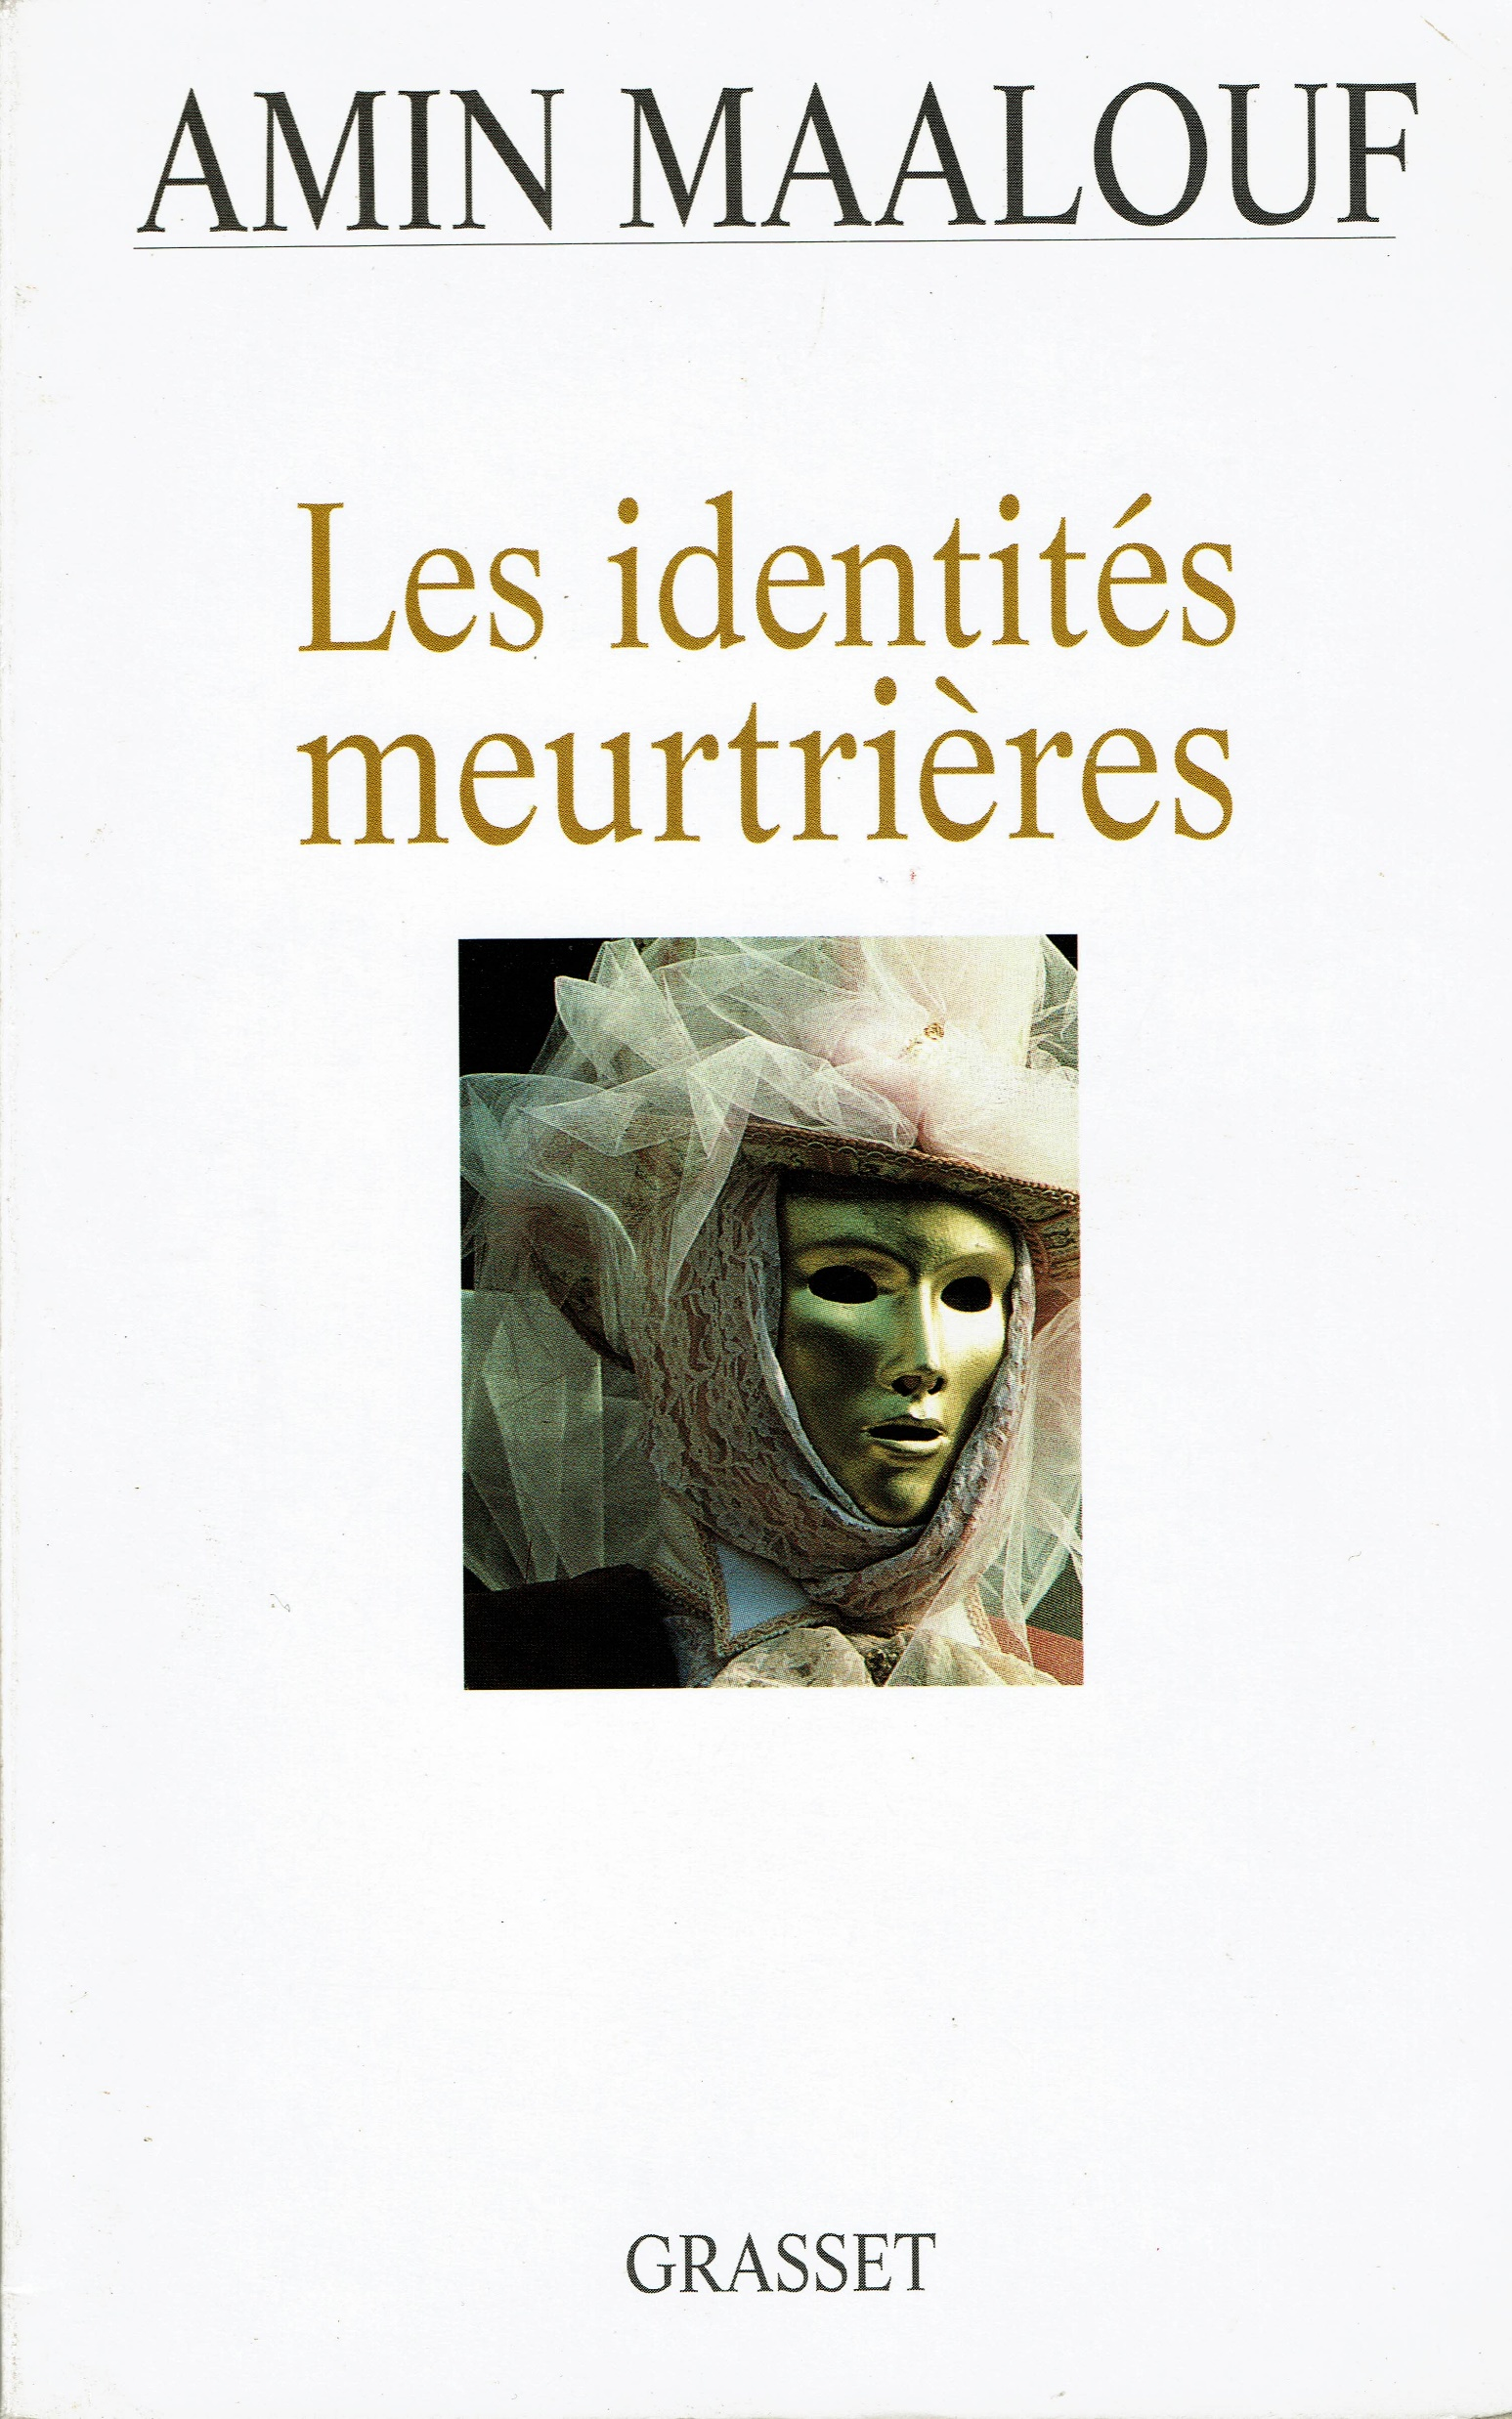 AMIN MAALOUF
Les identités
meurtrières
GRASSET